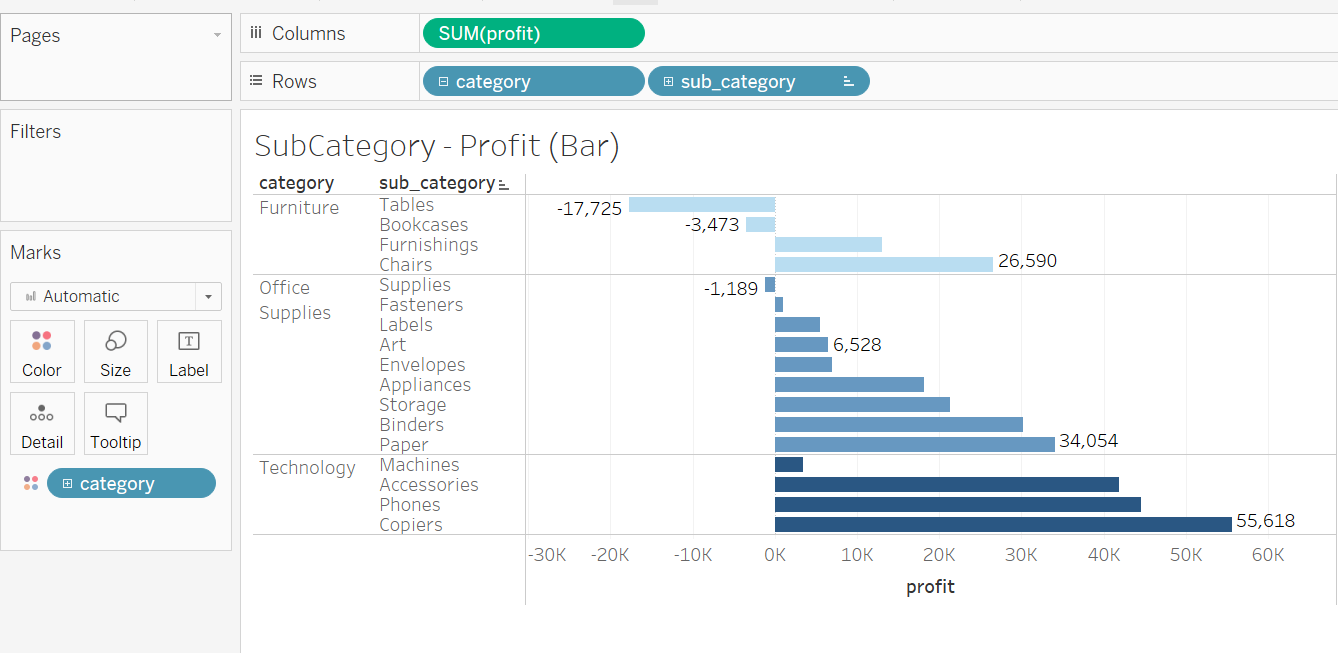 Pages
Columns
SUM(profit)
Rows
category
sub_category
Filters
Marks
Automatic
Color
Size
Label
Detail
Tooltip
category
SubCategory - Profit (Bar)
category sub_category
Furniture
Tables -17,725
Bookcases -3,473
Furnishings
Chairs 26,590
Office
Supplies
Supplies -1,189
Fasteners
Labels
Art 6,528
Envelopes
Appliances
Storage
Binders
Paper 34,054
Technology
Machines
Accessories
Phones
Copiers 55,618
-30K -20K -10K 0K 10K 20K 30K 40K 50K 60K
profit